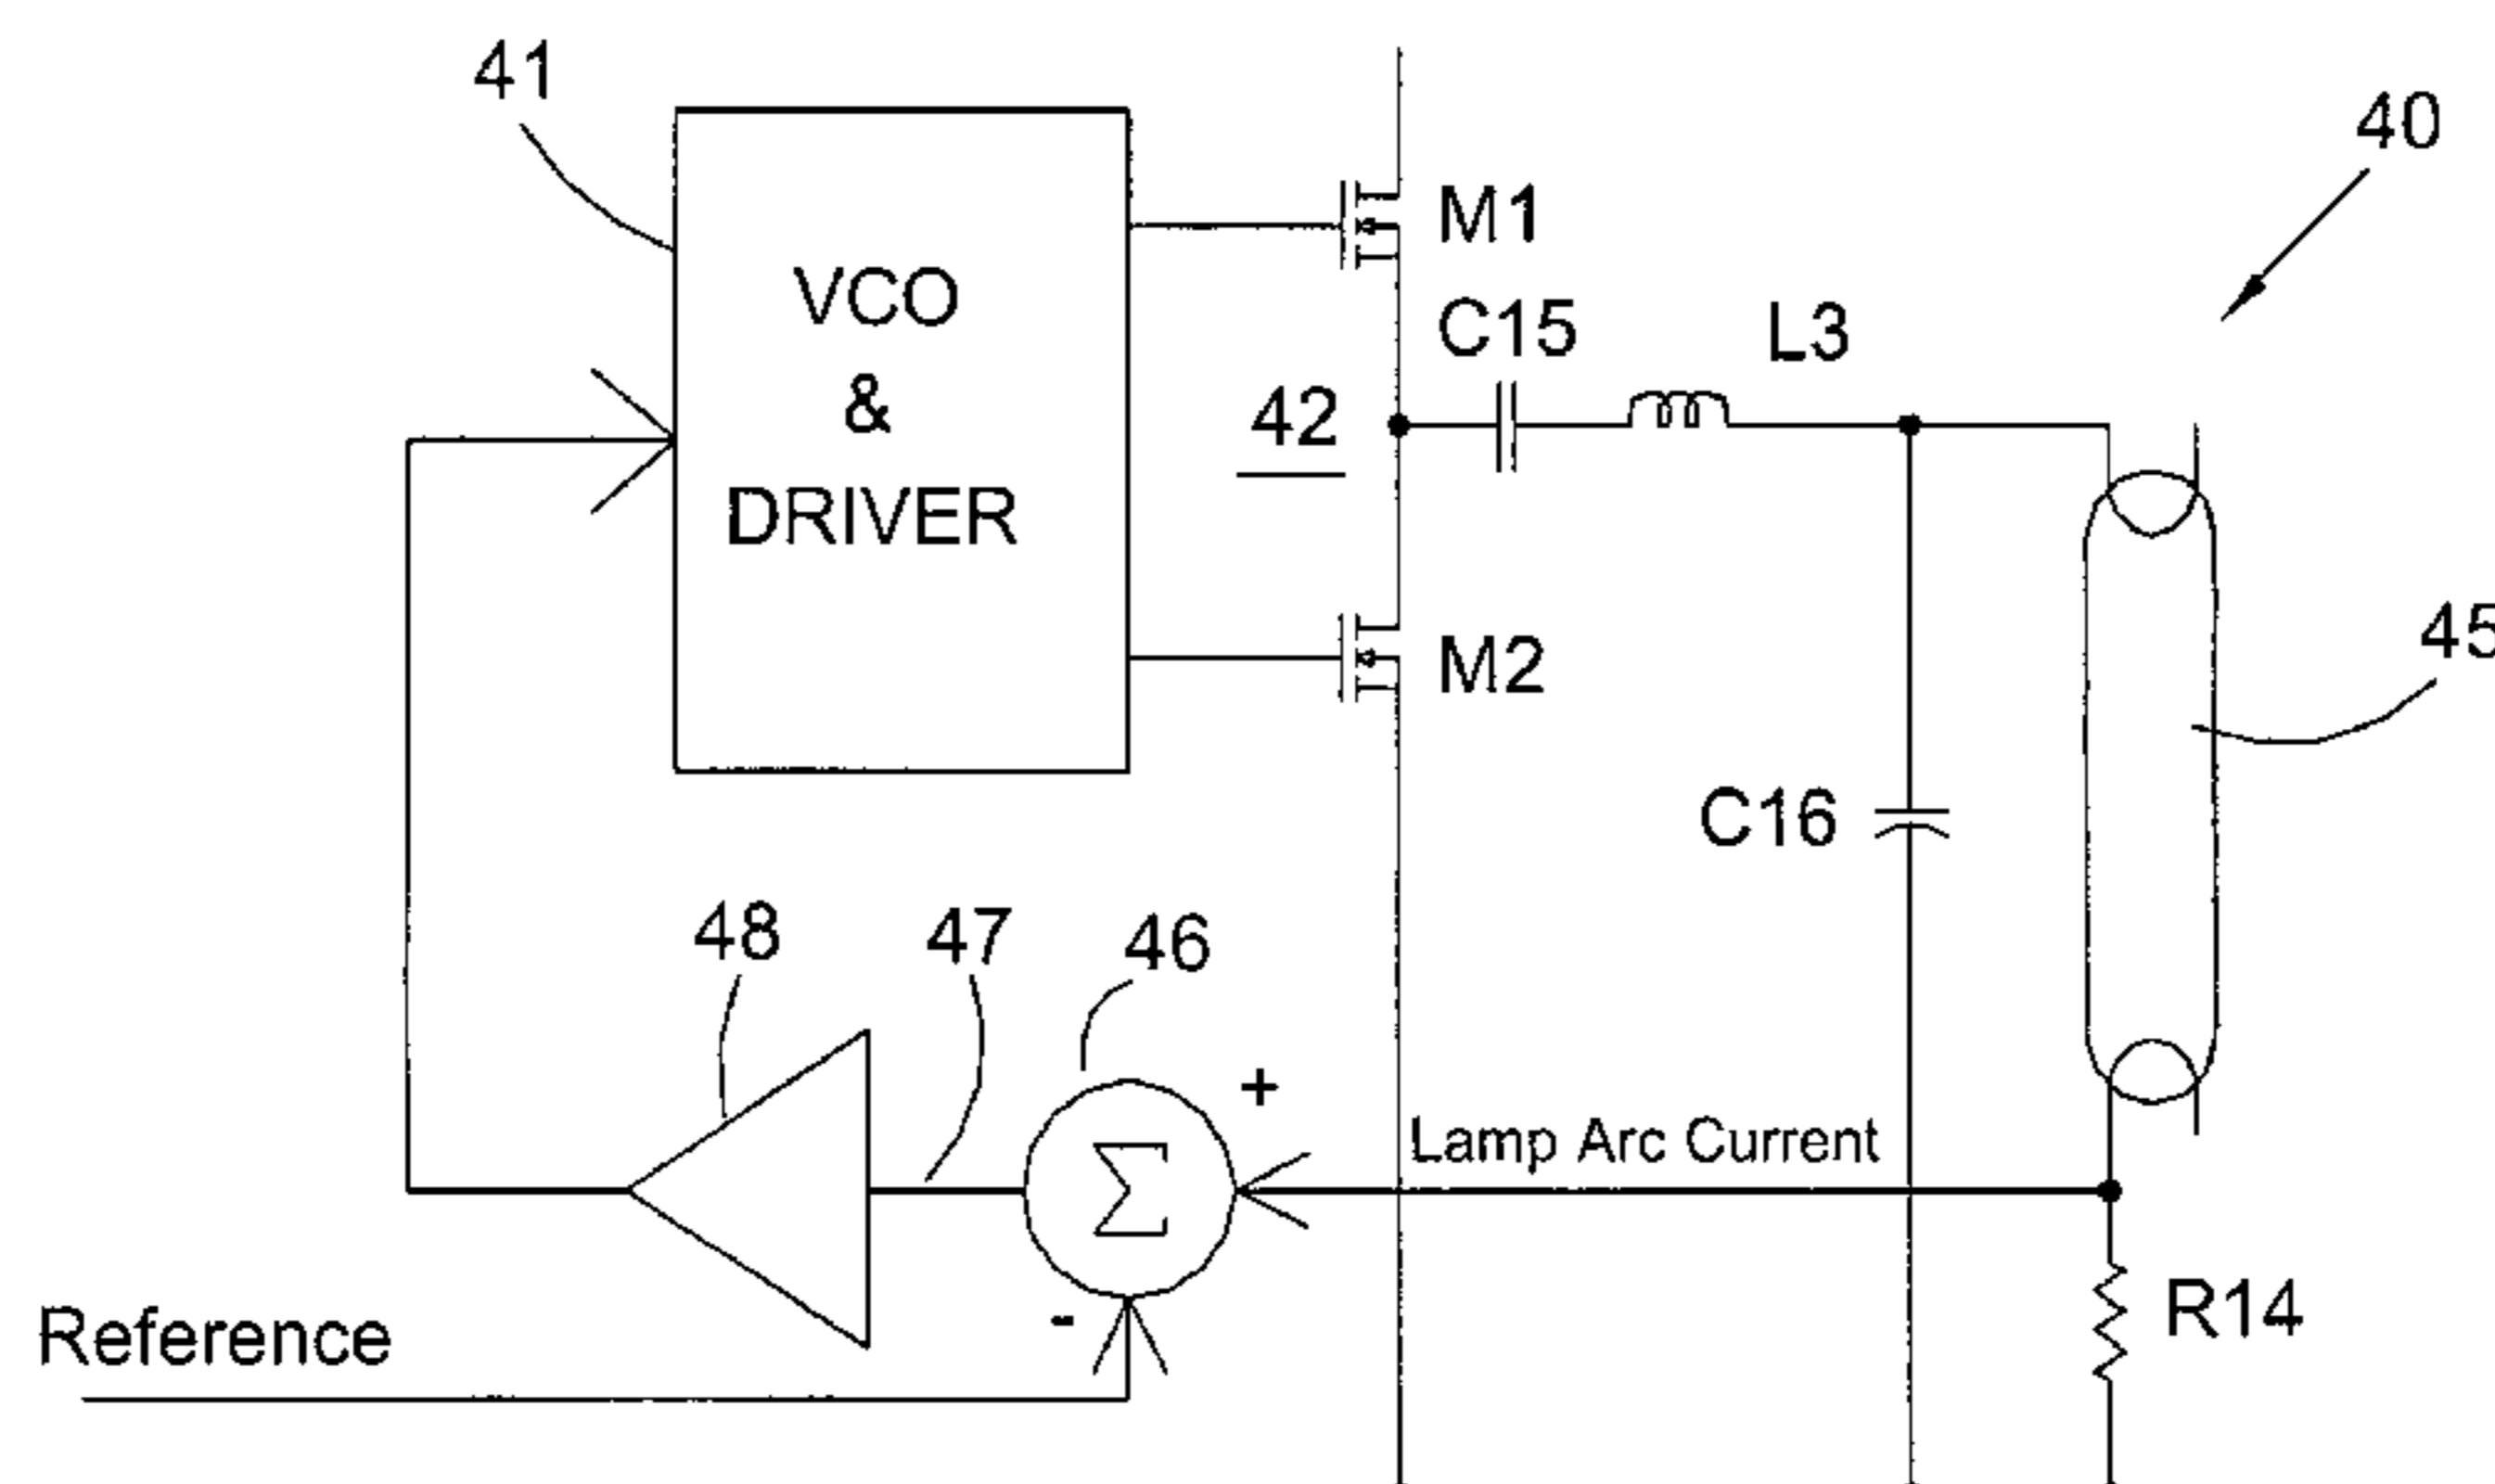 41
40
M1
VCO
&
DRIVER
C15
L3
42
M2
45
C16
48
47
46
+
Σ
Lamp Arc Current
-
Reference
R14